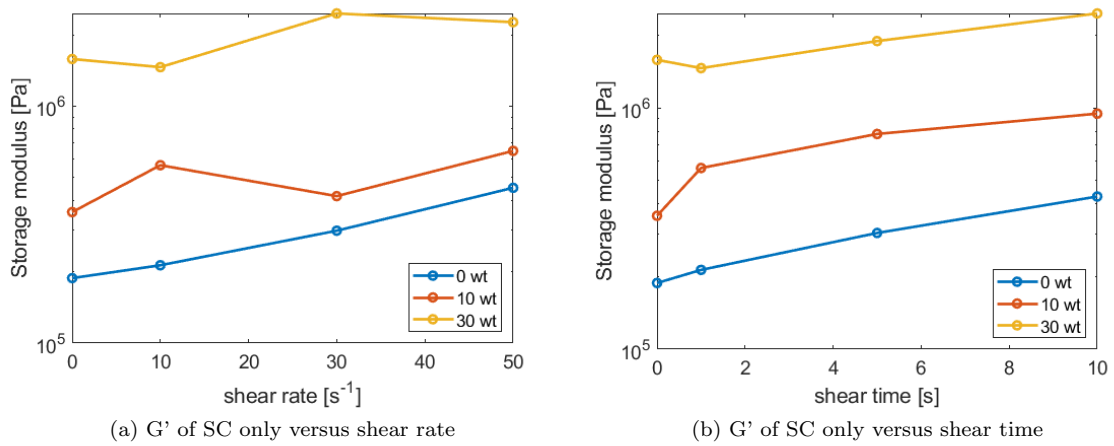 Storage modulus [Pa]
10⁶
10⁵
0 10 20 30 40 50
shear rate [s⁻¹]
0 wt
10 wt
30 wt
(a) G' of SC only versus shear rate
Storage modulus [Pa]
10⁶
10⁵
0 2 4 6 8 10
shear time [s]
0 wt
10 wt
30 wt
(b) G' of SC only versus shear time